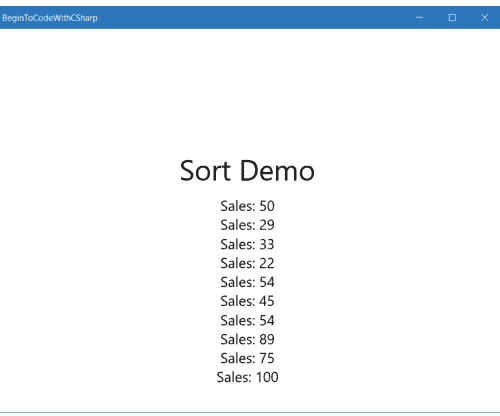 BeginToCodeWithCSharp
Sort Demo
Sales: 50
Sales: 29
Sales: 33
Sales: 22
Sales: 54
Sales: 45
Sales: 54
Sales: 89
Sales: 75
Sales: 100